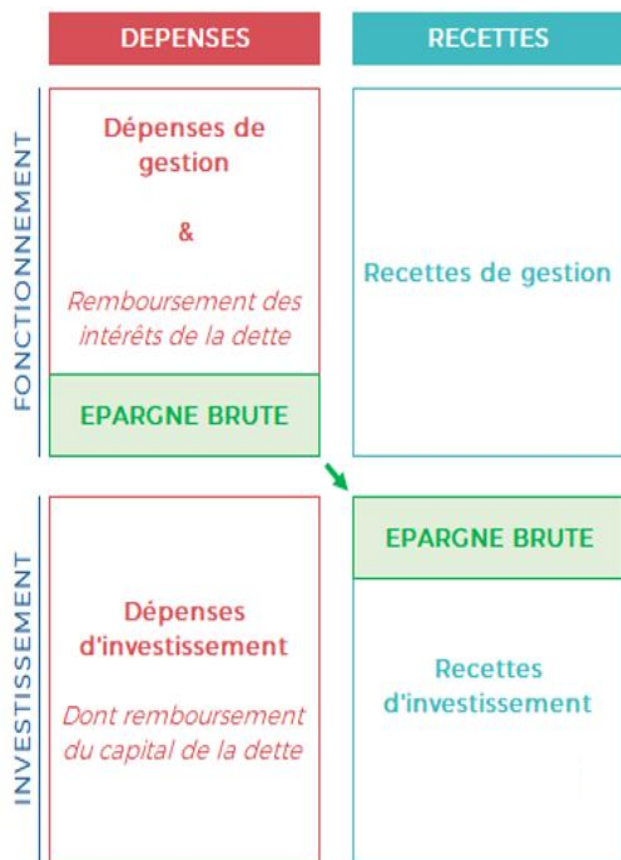 DEPENSES
RECETTES
FONCTIONNEMENT
Dépenses de
gestion
&
Remboursement des
intérêts de la dette
EPARGNE BRUTE
Recettes de gestion
INVESTISSEMENT
Dépenses
d'investissement
Dont remboursement
du capital de la dette
EPARGNE BRUTE
Recettes
d'investissement